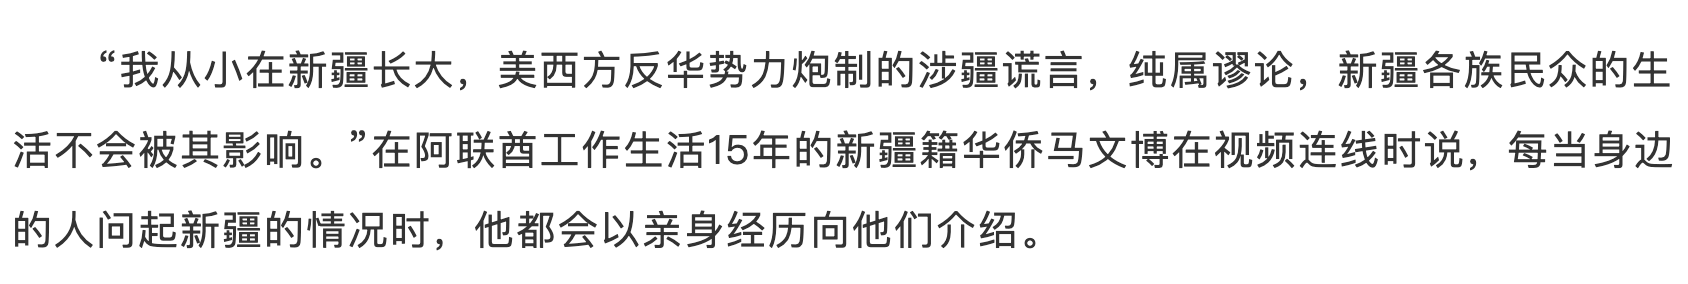 “我从小在新疆长大，美西方反华势力炮制的涉疆谎言，纯属谬论，新疆各族民众的生
活不会被其影响。”在阿联酋工作生活15年的新疆籍华侨马文博在视频连线时说，每当身边
的人问起新疆的情况时，他都会以亲身经历向他们介绍。